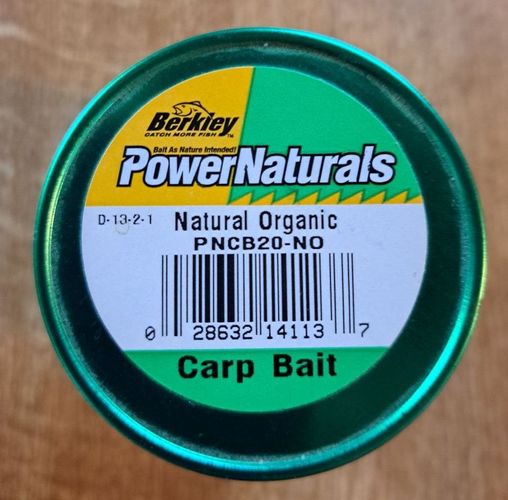 Berkley
CATCH MORE FISH™
Bait As Nature Intended!
PowerNaturals
D-13-2-1 Natural Organic
PNCB20-NO
0 28632 14113 7
Carp Bait